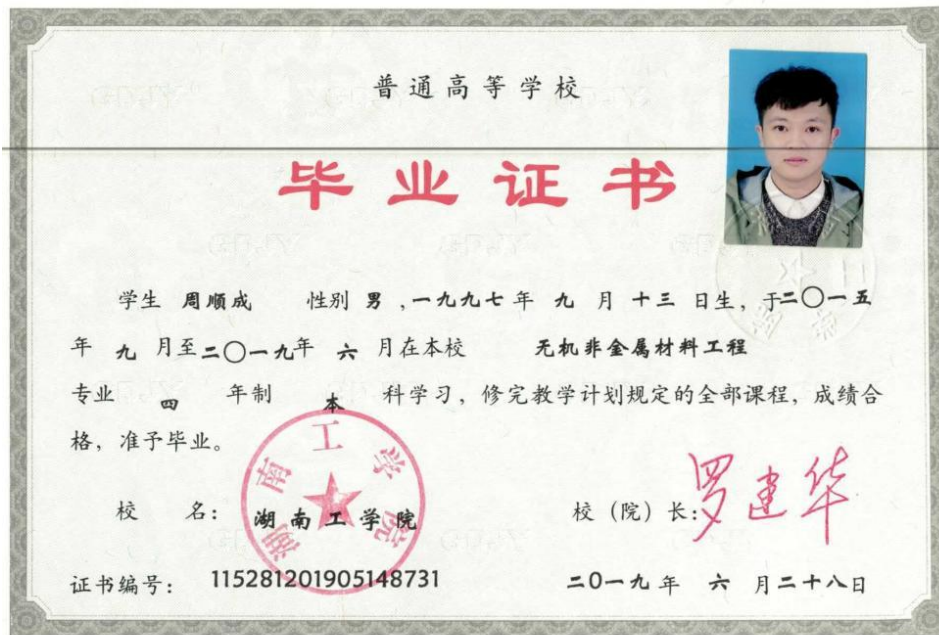 普通高等学校
毕业证书
学生 周顺成 性别 男 ,一九九七 年 九 月 十三 日生, 于二〇一五
年 九 月至二〇一九年 六 月在本校 无机非金属材料工程
专业 四 年制 本 科学习, 修完教学计划规定的全部课程, 成绩合
格, 准予毕业。
湖南工学院
校 名: 湖南工学院 校 (院) 长: 罗建华
证书编号: 115281201905148731 二〇一九 年 六 月二十八日